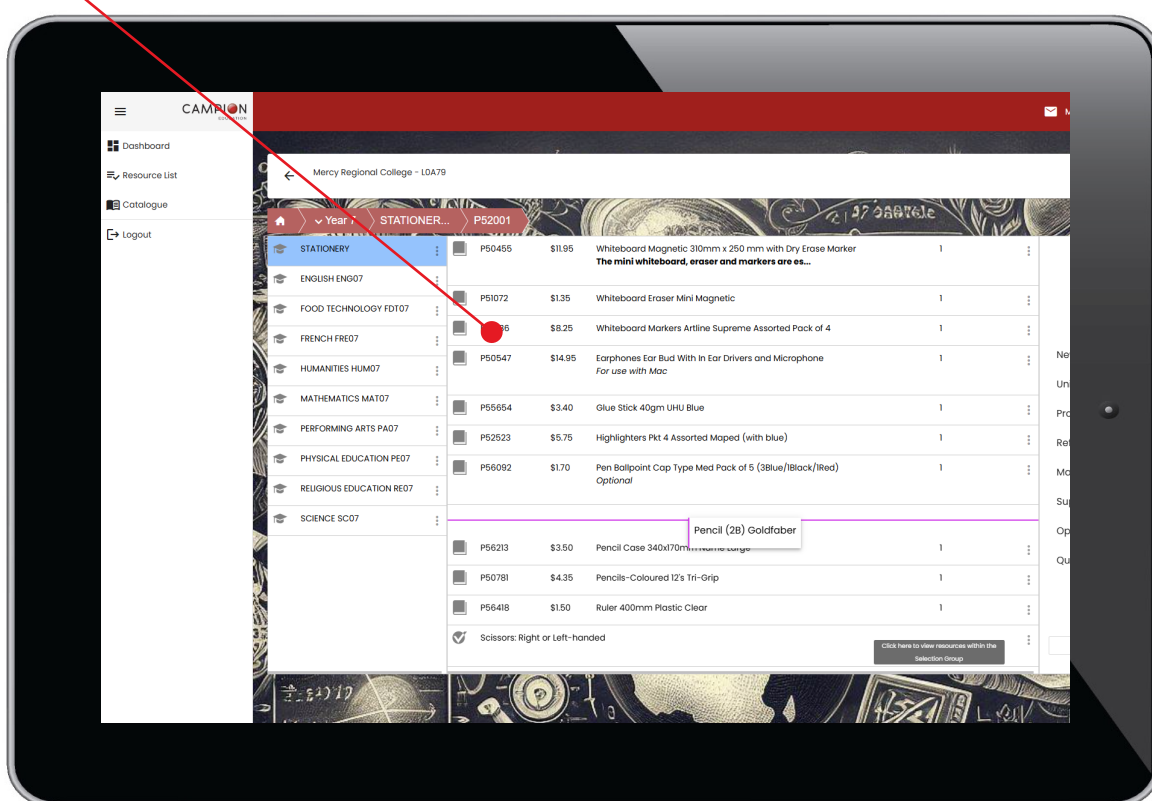 CAMPION
EDUCATION
Dashboard
Resource List
Catalogue
Logout
Mercy Regional College - L0A79
Year 7 STATIONER... P52001
STATIONERY
ENGLISH ENG07
FOOD TECHNOLOGY FDT07
FRENCH FRE07
HUMANITIES HUM07
MATHEMATICS MAT07
PERFORMING ARTS PA07
PHYSICAL EDUCATION PE07
RELIGIOUS EDUCATION RE07
SCIENCE SC07
P50455 $11.95 Whiteboard Magnetic 310mm x 250 mm with Dry Erase Marker 1
The mini whiteboard, eraser and markers are es...
P51072 $1.35 Whiteboard Eraser Mini Magnetic 1
$8.25 Whiteboard Markers Artline Supreme Assorted Pack of 4 1
P50547 $14.95 Earphones Ear Bud With In Ear Drivers and Microphone 1
For use with Mac
P55654 $3.40 Glue Stick 40gm UHU Blue 1
P52523 $5.75 Highlighters Pkt 4 Assorted Maped (with blue) 1
P56092 $1.70 Pen Ballpoint Cap Type Med Pack of 5 (3Blue/1Black/1Red) 1
Optional
Pencil (2B) Goldfaber
P56213 $3.50 Pencil Case 340x170mm Name Large 1
P50781 $4.35 Pencils-Coloured 12's Tri-Grip 1
P56418 $1.50 Ruler 400mm Plastic Clear 1
Scissors: Right or Left-handed
Click here to view resources within the
Selection Group